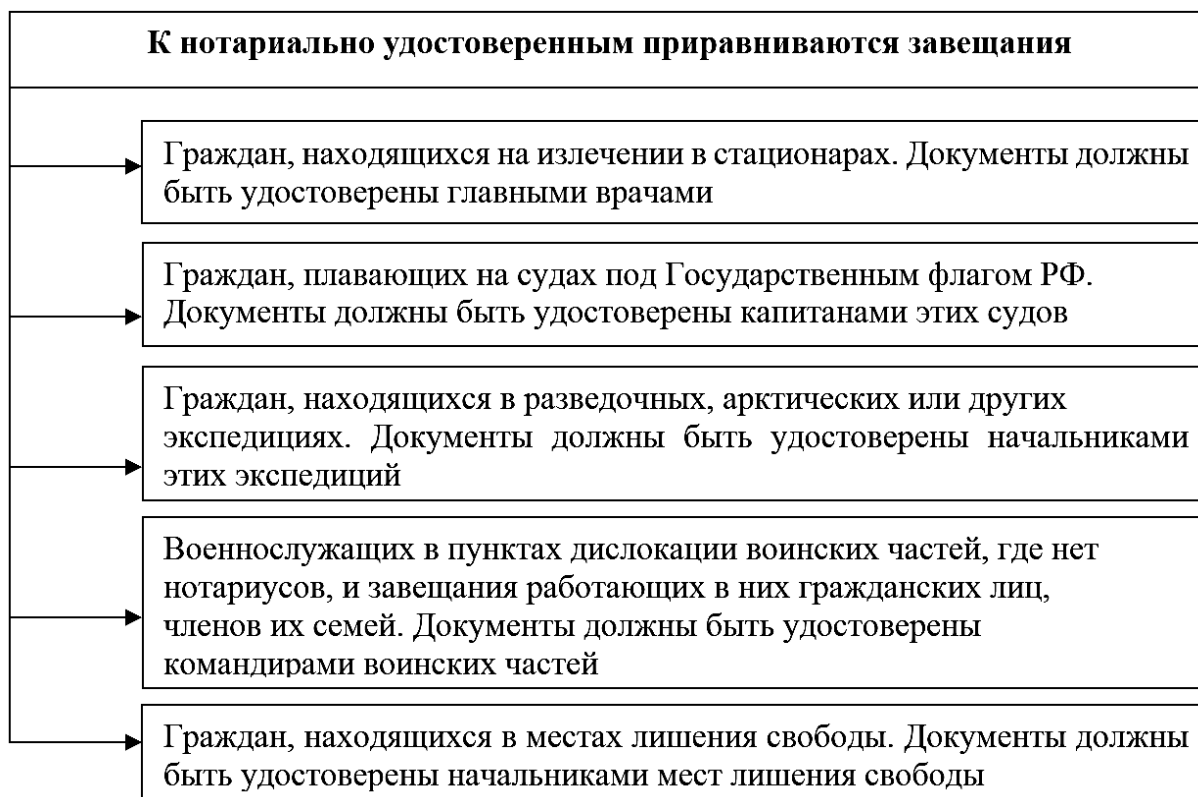 К нотариально удостоверенным приравниваются завещания
Граждан, находящихся на излечении в стационарах. Документы должны
быть удостоверены главными врачами
Граждан, плавающих на судах под Государственным флагом РФ.
Документы должны быть удостоверены капитанами этих судов
Граждан, находящихся в разведочных, арктических или других
экспедициях. Документы должны быть удостоверены начальниками
этих экспедиций
Военнослужащих в пунктах дислокации воинских частей, где нет
нотариусов, и завещания работающих в них гражданских лиц,
членов их семей. Документы должны быть удостоверены
командирами воинских частей
Граждан, находящихся в местах лишения свободы. Документы должны
быть удостоверены начальниками мест лишения свободы